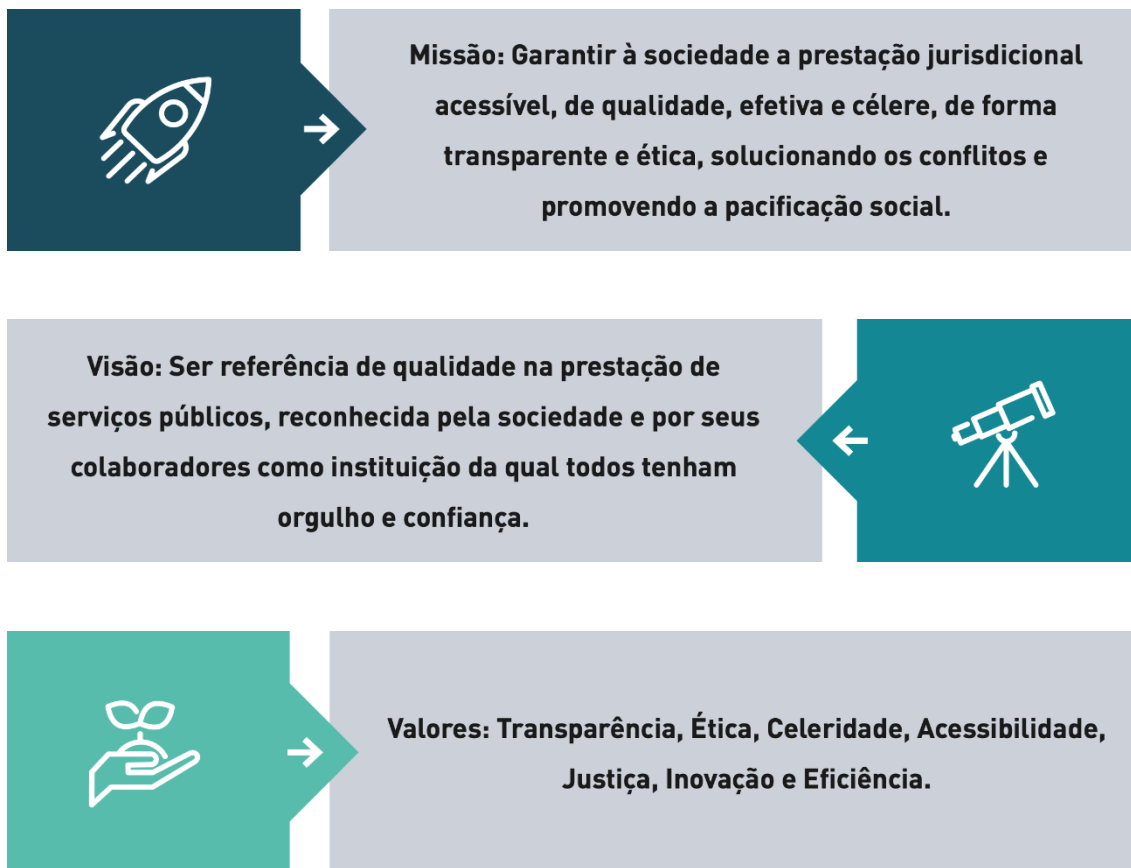 Missão: Garantir à sociedade a prestação jurisdicional
acessível, de qualidade, efetiva e célere, de forma
transparente e ética, solucionando os conflitos e
promovendo a pacificação social.
Visão: Ser referência de qualidade na prestação de
serviços públicos, reconhecida pela sociedade e por seus
colaboradores como instituição da qual todos tenham
orgulho e confiança.
Valores: Transparência, Ética, Celeridade, Acessibilidade,
Justiça, Inovação e Eficiência.